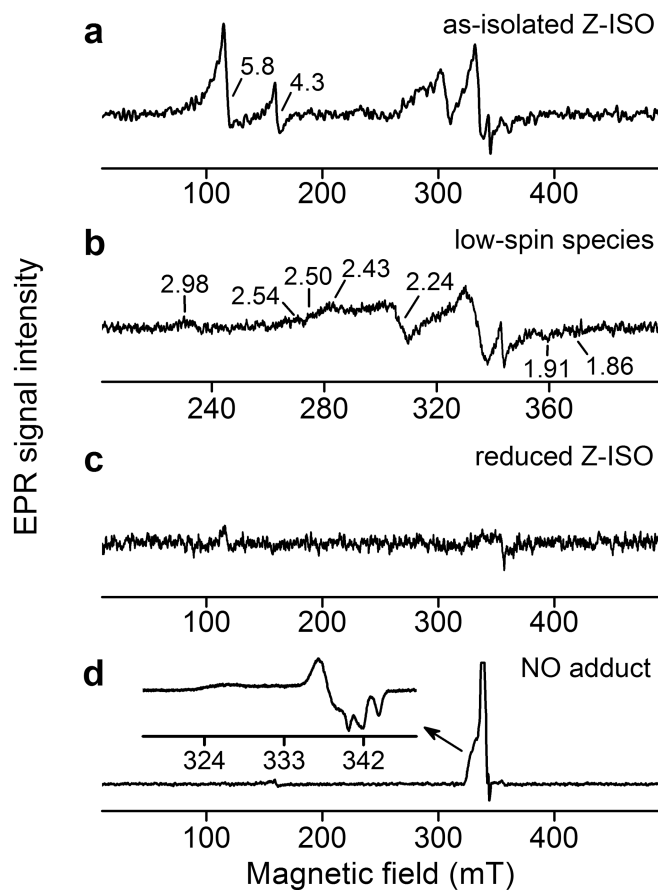 a as-isolated Z-ISO
5.8
4.3
100 200 300 400
b low-spin species
2.98 2.54 2.50 2.43 2.24
1.91 1.86
240 280 320 360
c reduced Z-ISO
100 200 300 400
d NO adduct
324 333 342
100 200 300 400
Magnetic field (mT)
EPR signal intensity